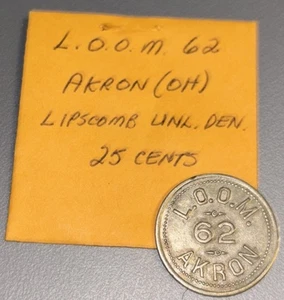 L.O.O.M. 62
AKRON (OH)
LIPSCOMB UNL. DEN.
25 CENTS
L.O.O.M.
62
AKRON